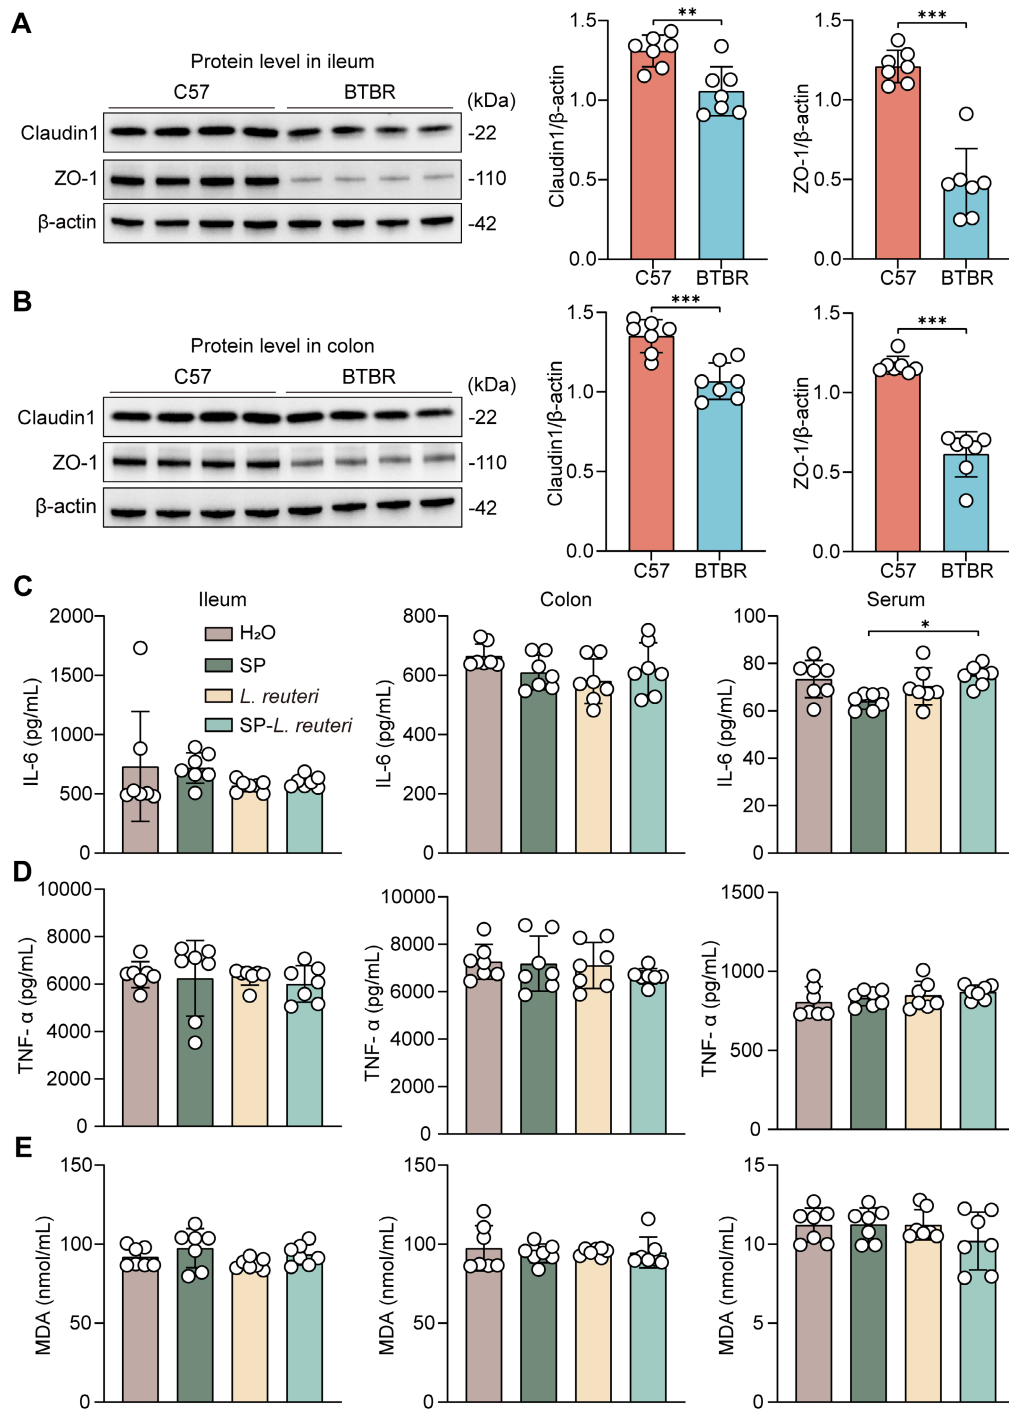 A
Protein level in ileum
C57 BTBR (kDa)
Claudin1 -22
ZO-1 -110
β-actin -42
Claudin1/β-actin
1.5
1.0
0.5
0.0
**
C57 BTBR
ZO-1/β-actin
1.5
1.0
0.5
0.0
***
C57 BTBR
B
Protein level in colon
C57 BTBR (kDa)
Claudin1 -22
ZO-1 -110
β-actin -42
Claudin1/β-actin
1.5
1.0
0.5
0.0
***
C57 BTBR
ZO-1/β-actin
1.5
1.0
0.5
0.0
***
C57 BTBR
C
Ileum
IL-6 (pg/mL)
2000
1500
1000
500
0
H₂O
SP
L. reuteri
SP-L. reuteri
Colon
IL-6 (pg/mL)
800
600
400
200
0
Serum
IL-6 (pg/mL)
100
80
60
40
20
0
*
D
TNF- α (pg/mL)
10000
8000
6000
4000
2000
0
TNF- α (pg/mL)
10000
8000
6000
4000
2000
0
TNF- α (pg/mL)
1500
1000
500
0
E
MDA (nmol/mL)
150
100
50
0
MDA (nmol/mL)
150
100
50
0
MDA (nmol/mL)
15
10
5
0